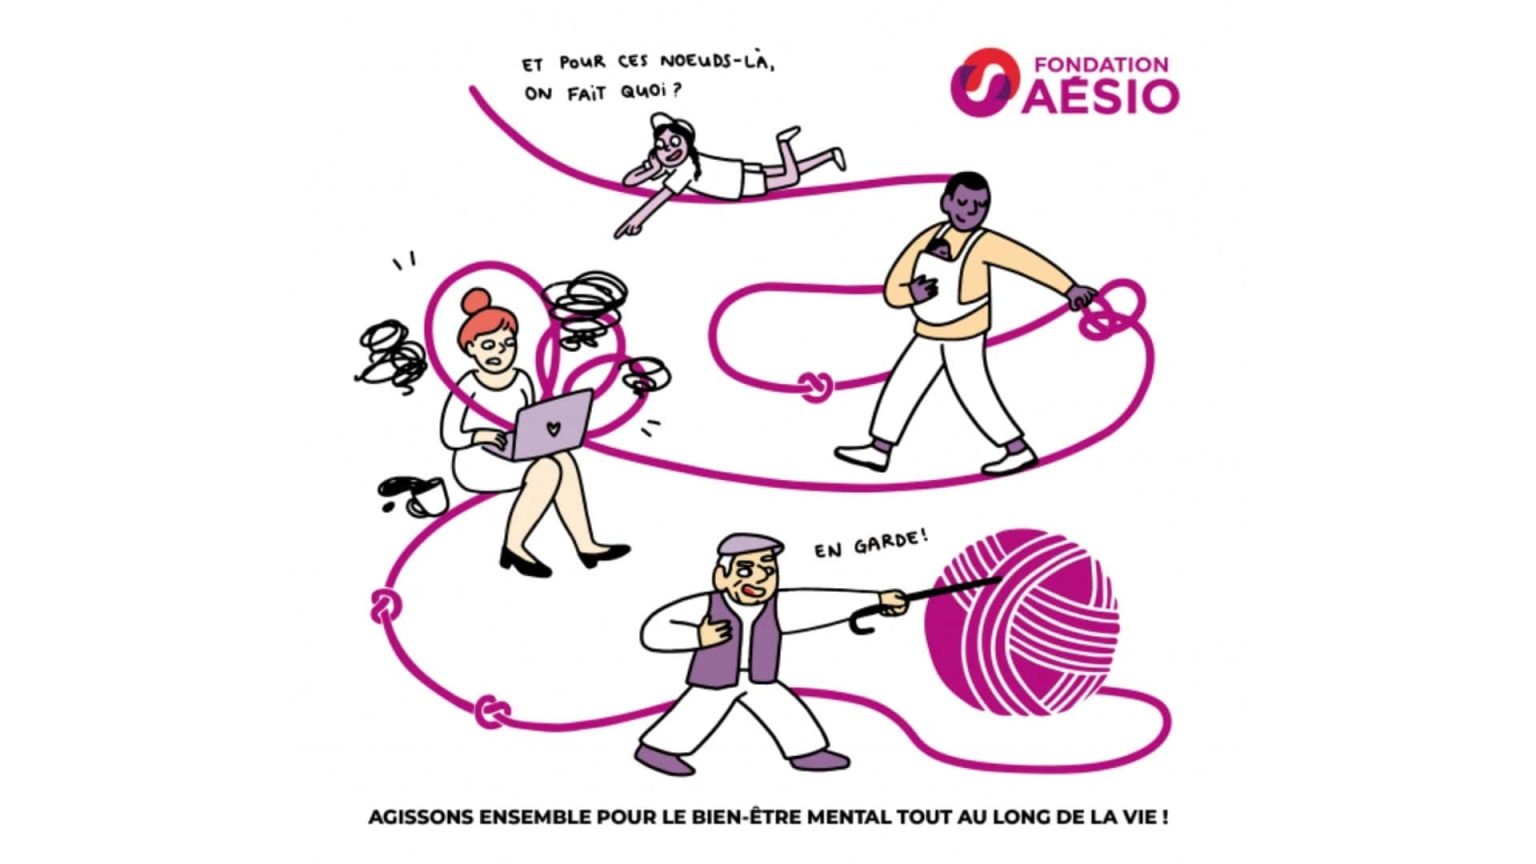 ET POUR CES NOEUDS-LÀ,
ON FAIT QUOI ?
FONDATION
AÉSIO
EN GARDE !
AGISSONS ENSEMBLE POUR LE BIEN-ÊTRE MENTAL TOUT AU LONG DE LA VIE !